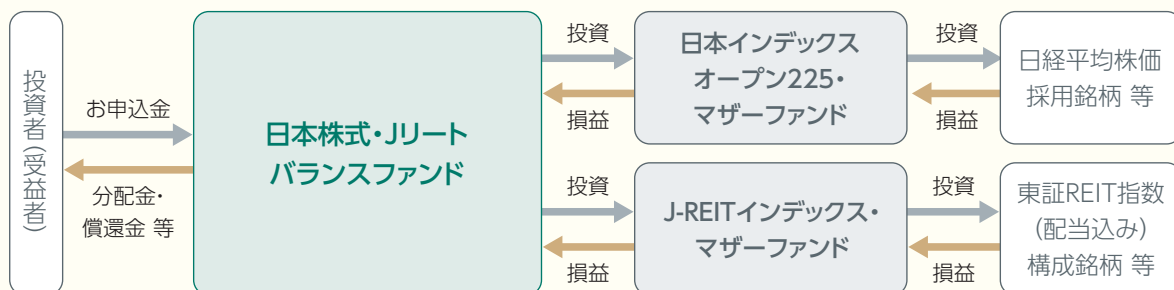 投資者(受益者)
お申込金
分配金・
償還金 等
日本株式・Jリート
バランスファンド
投資
損益
日本インデックス
オープン225・
マザーファンド
投資
損益
日経平均株価
採用銘柄 等
投資
損益
J-REITインデックス・
マザーファンド
投資
損益
東証REIT指数
(配当込み)
構成銘柄 等